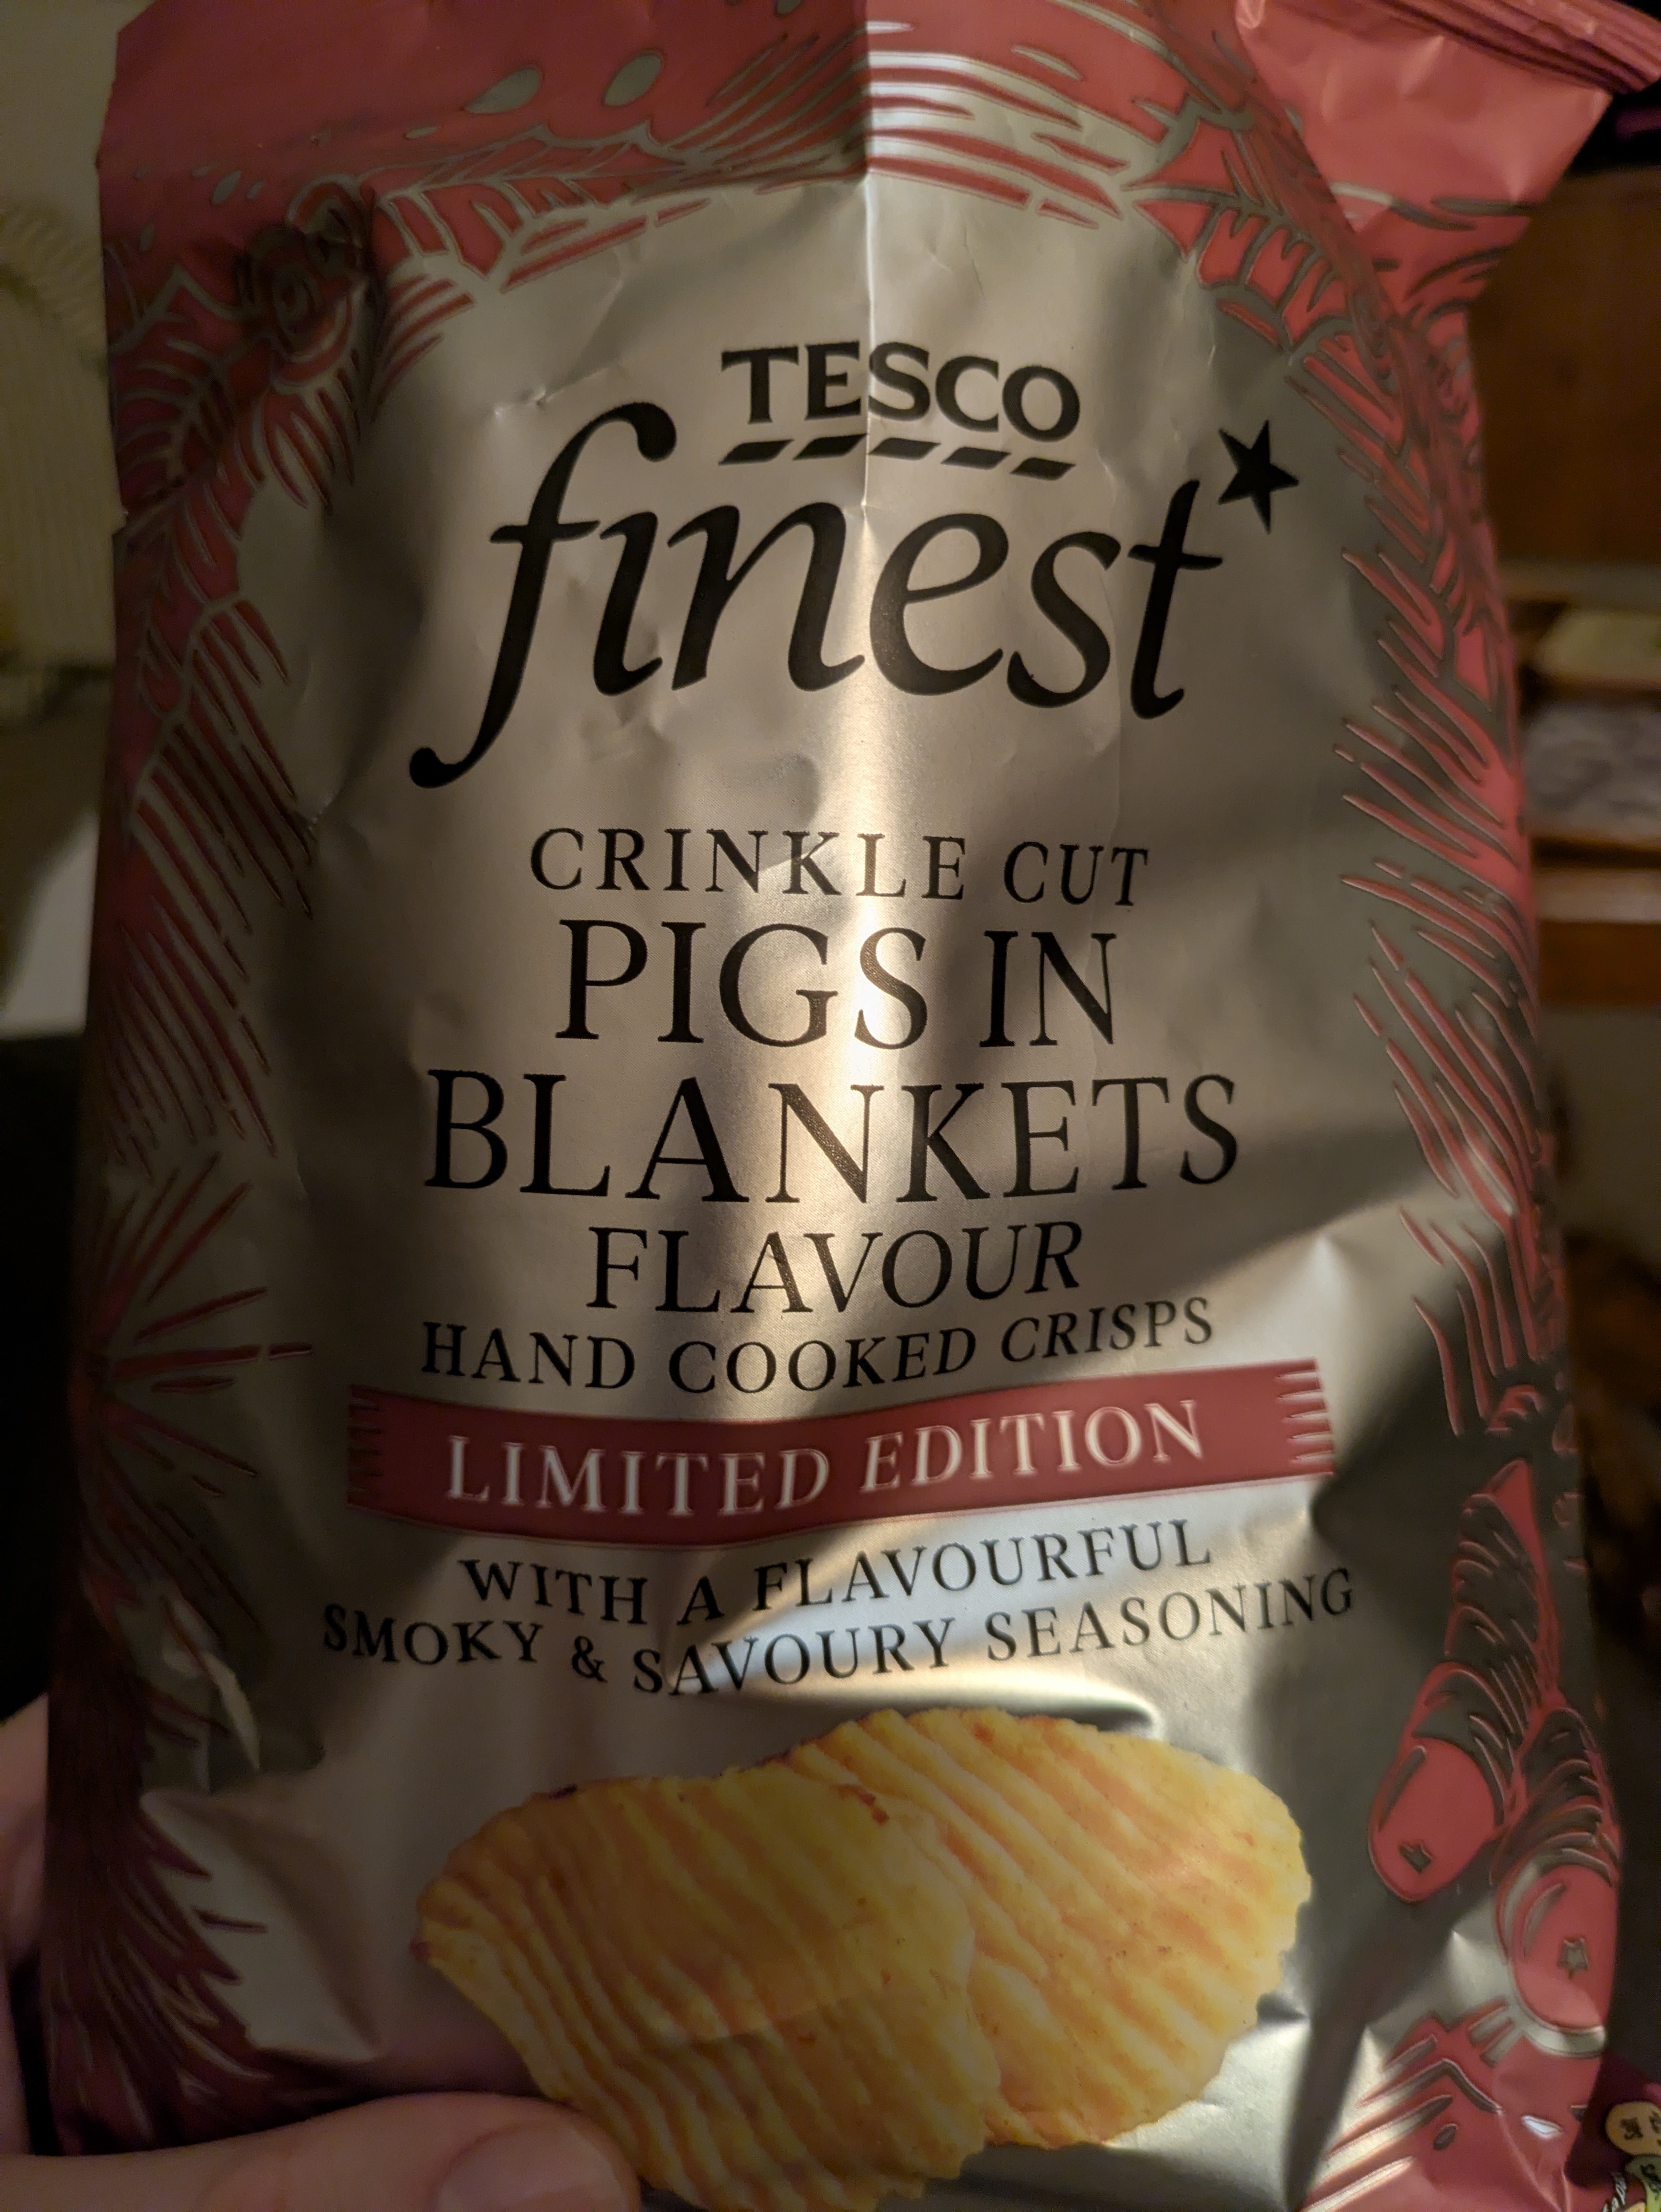 TESCO
finest
CRINKLE CUT
PIGS IN
BLANKETS
FLAVOUR
HAND COOKED CRISPS
LIMITED EDITION
WITH A FLAVOURFUL
SMOKY & SAVOURY SEASONING